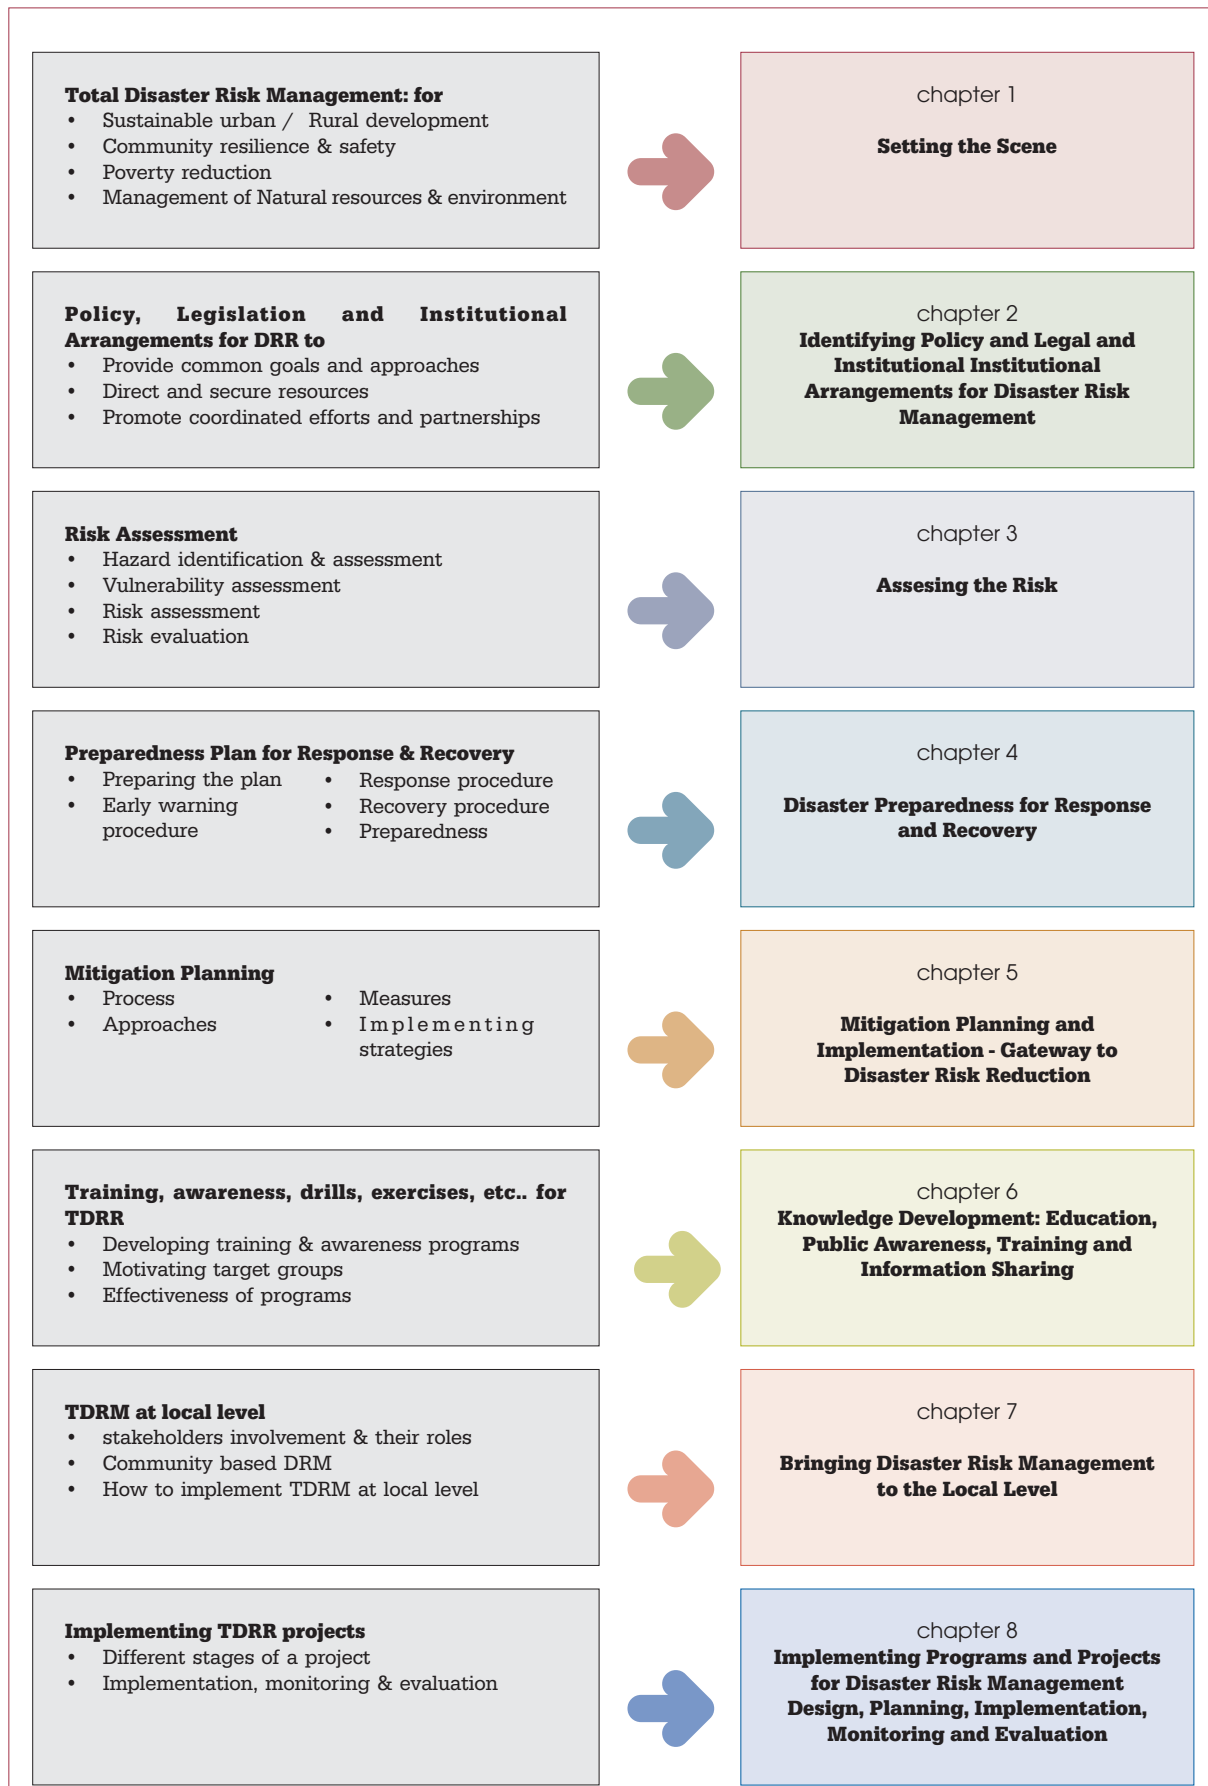 Total Disaster Risk Management: for
• Sustainable urban / Rural development
• Community resilience & safety
• Poverty reduction
• Management of Natural resources & environment
chapter 1
Setting the Scene
Policy, Legislation and Institutional
Arrangements for DRR to
• Provide common goals and approaches
• Direct and secure resources
• Promote coordinated efforts and partnerships
chapter 2
Identifying Policy and Legal and
Institutional Institutional
Arrangements for Disaster Risk
Management
Risk Assessment
• Hazard identification & assessment
• Vulnerability assessment
• Risk assessment
• Risk evaluation
chapter 3
Assesing the Risk
Preparedness Plan for Response & Recovery
• Preparing the plan
• Early warning
procedure
• Response procedure
• Recovery procedure
• Preparedness
chapter 4
Disaster Preparedness for Response
and Recovery
Mitigation Planning
• Process
• Approaches
• Measures
• Implementing
strategies
chapter 5
Mitigation Planning and
Implementation - Gateway to
Disaster Risk Reduction
Training, awareness, drills, exercises, etc.. for
TDRR
• Developing training & awareness programs
• Motivating target groups
• Effectiveness of programs
chapter 6
Knowledge Development: Education,
Public Awareness, Training and
Information Sharing
TDRM at local level
• stakeholders involvement & their roles
• Community based DRM
• How to implement TDRM at local level
chapter 7
Bringing Disaster Risk Management
to the Local Level
Implementing TDRR projects
• Different stages of a project
• Implementation, monitoring & evaluation
chapter 8
Implementing Programs and Projects
for Disaster Risk Management
Design, Planning, Implementation,
Monitoring and Evaluation